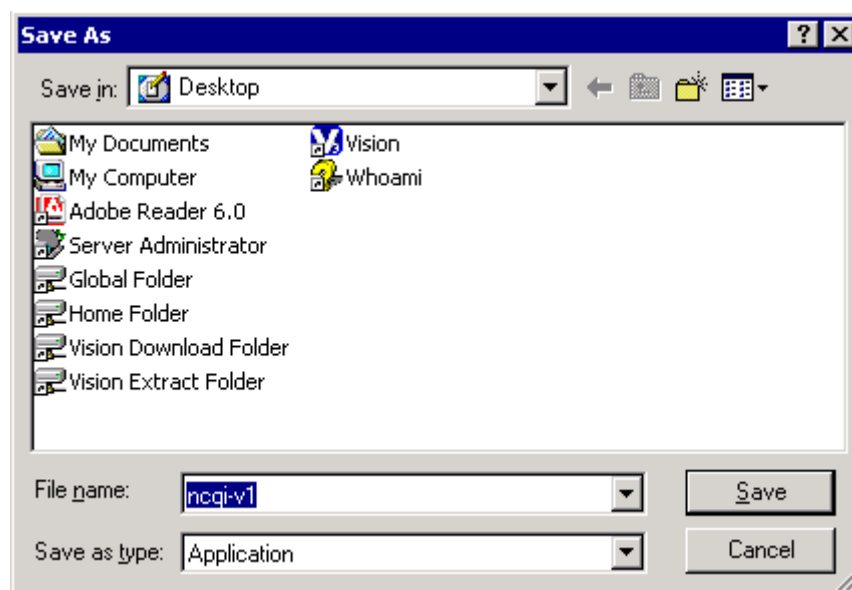 Save As
Save in: Desktop
My Documents Vision
My Computer Whoami
Adobe Reader 6.0
Server Administrator
Global Folder
Home Folder
Vision Download Folder
Vision Extract Folder
File name: ncqi-v1 Save
Save as type: Application Cancel